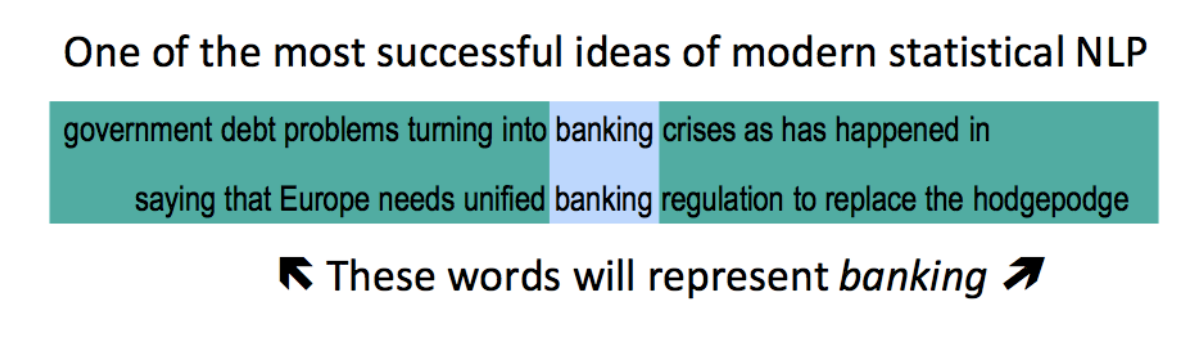 One of the most successful ideas of modern statistical NLP
government debt problems turning into banking crises as has happened in
saying that Europe needs unified banking regulation to replace the hodgepodge
These words will represent banking